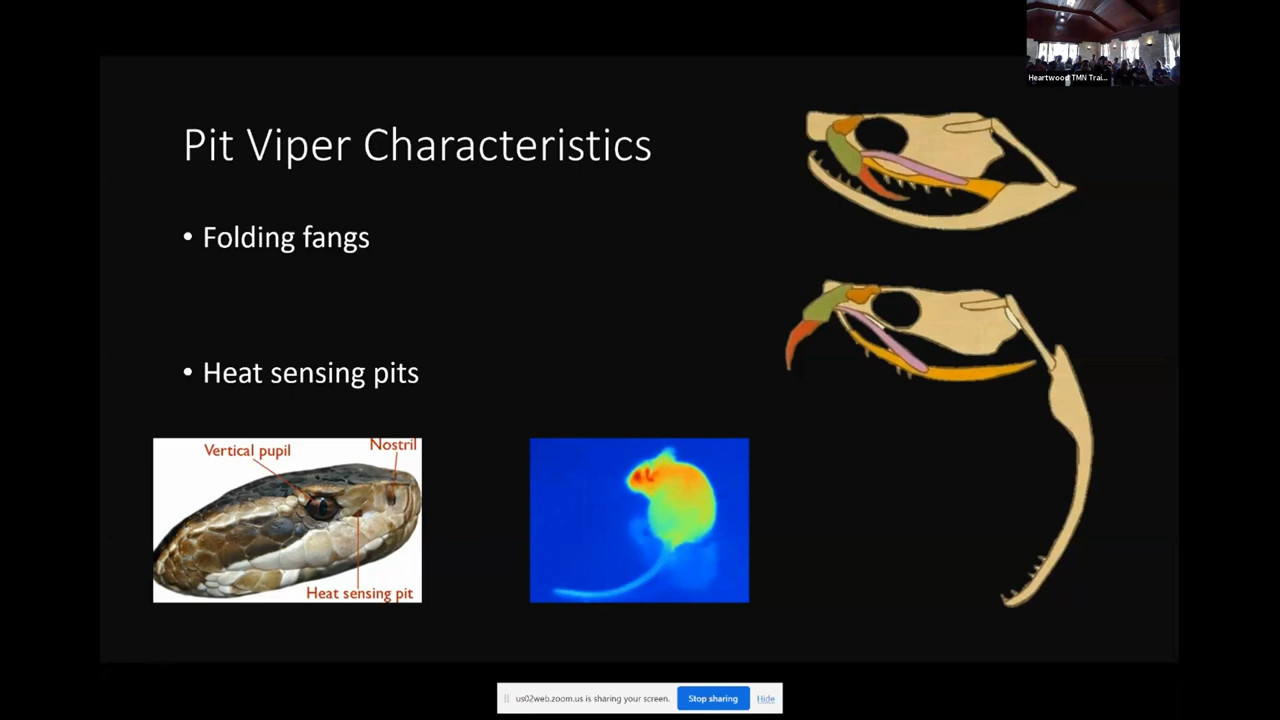 Heartwood TMN Trai...
Pit Viper Characteristics
• Folding fangs
• Heat sensing pits
Vertical pupil
Nostril
Heat sensing pit
us02web.zoom.us is sharing your screen.
Stop sharing
Hide